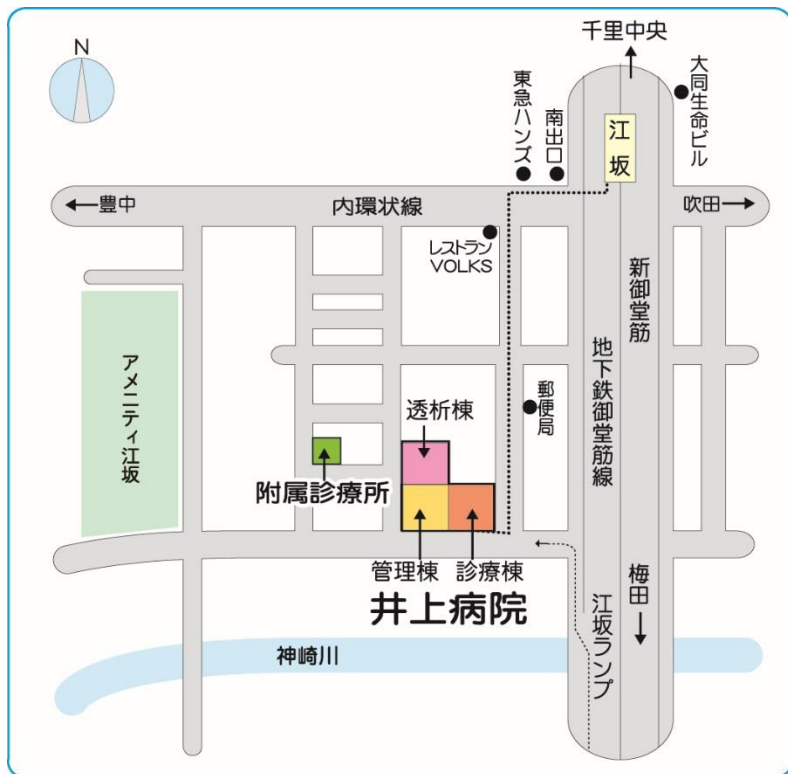 千里中央
N
東急ハンズ
南出口
江坂
大同生命ビル
豊中
内環状線
吹田
レストラン
VOLKS
新御堂筋
地下鉄御堂筋線
アメニティ江坂
郵便局
透析棟
附属診療所
管理棟
診療棟
井上病院
梅田
江坂ランプ
神崎川